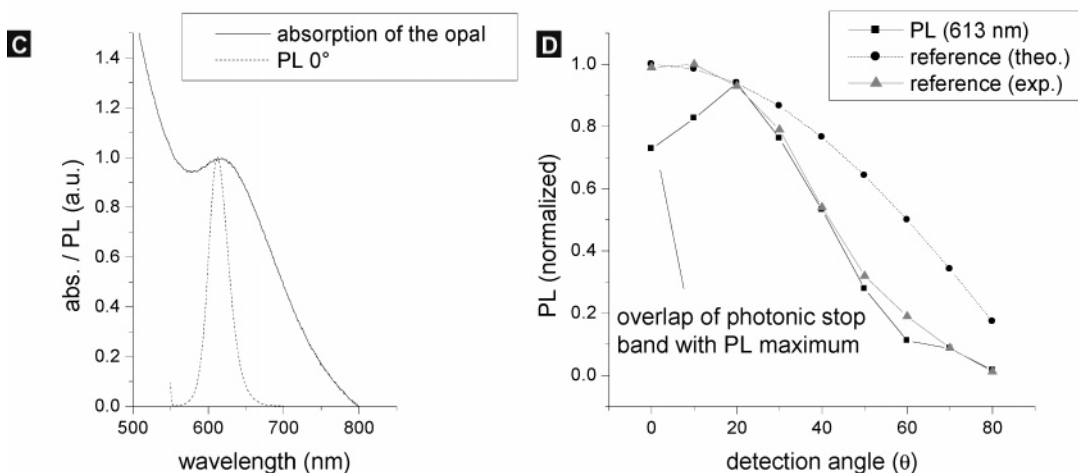 C
absorption of the opal
PL 0°
1.4
1.2
1.0
0.8
0.6
0.4
0.2
0.0
abs. / PL (a.u.)
500 600 700 800
wavelength (nm)
D
PL (613 nm)
reference (theo.)
reference (exp.)
1.0
0.8
0.6
0.4
0.2
0.0
PL (normalized)
overlap of photonic stop
band with PL maximum
0 20 40 60 80
detection angle (θ)